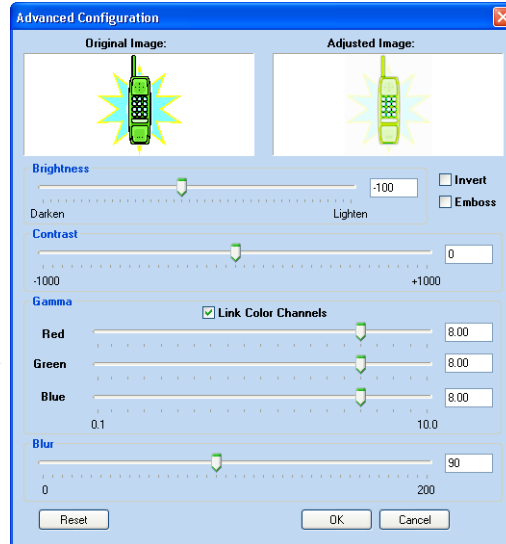 Advanced Configuration
Original Image: Adjusted Image:
Brightness
-100
Invert
Darken Lighten
Emboss
Contrast
0
-1000 +1000
Gamma
Link Color Channels
Red 8.00
Green 8.00
Blue 8.00
0.1 10.0
Blur
90
0 200
Reset OK Cancel